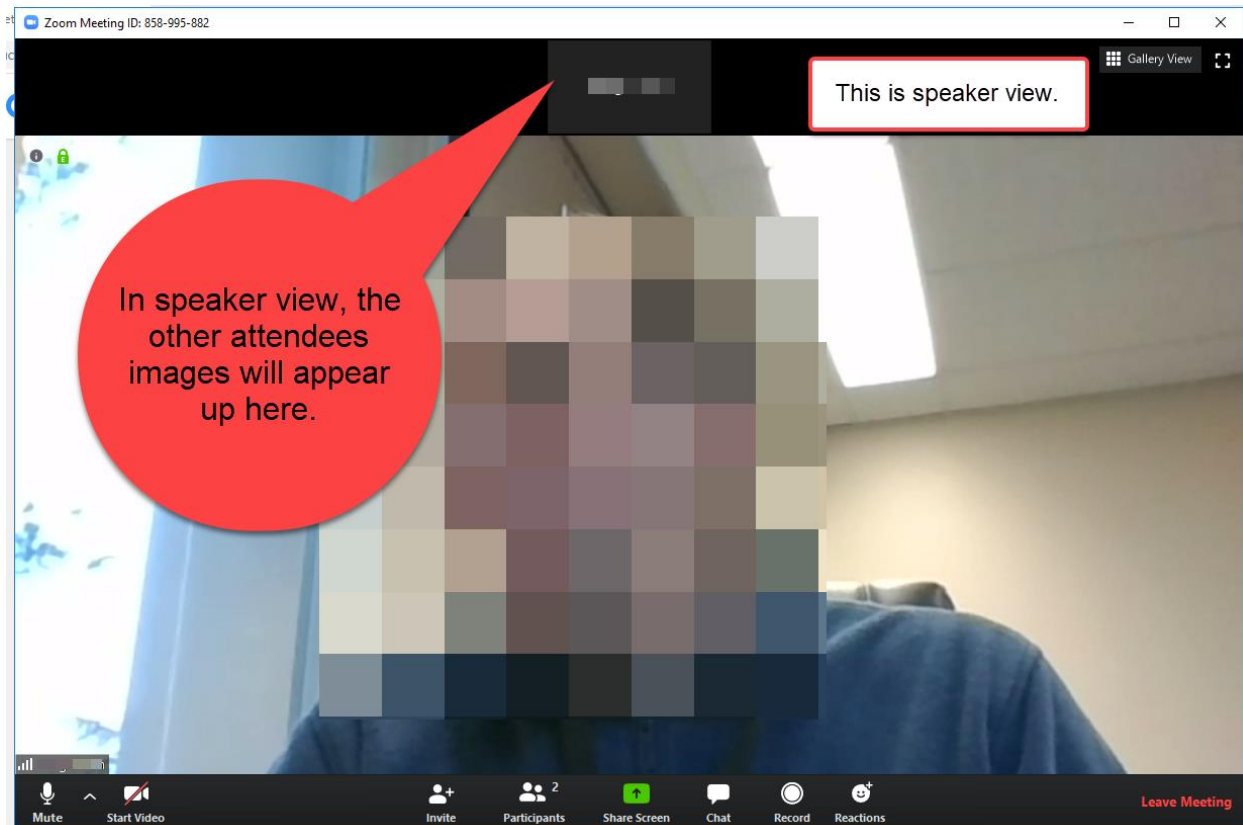 Zoom Meeting ID: 858-995-882
Gallery View
This is speaker view.
In speaker view, the
other attendees
images will appear
up here.
Mute
Start Video
Invite
Participants
2
Share Screen
Chat
Record
Reactions
Leave Meeting